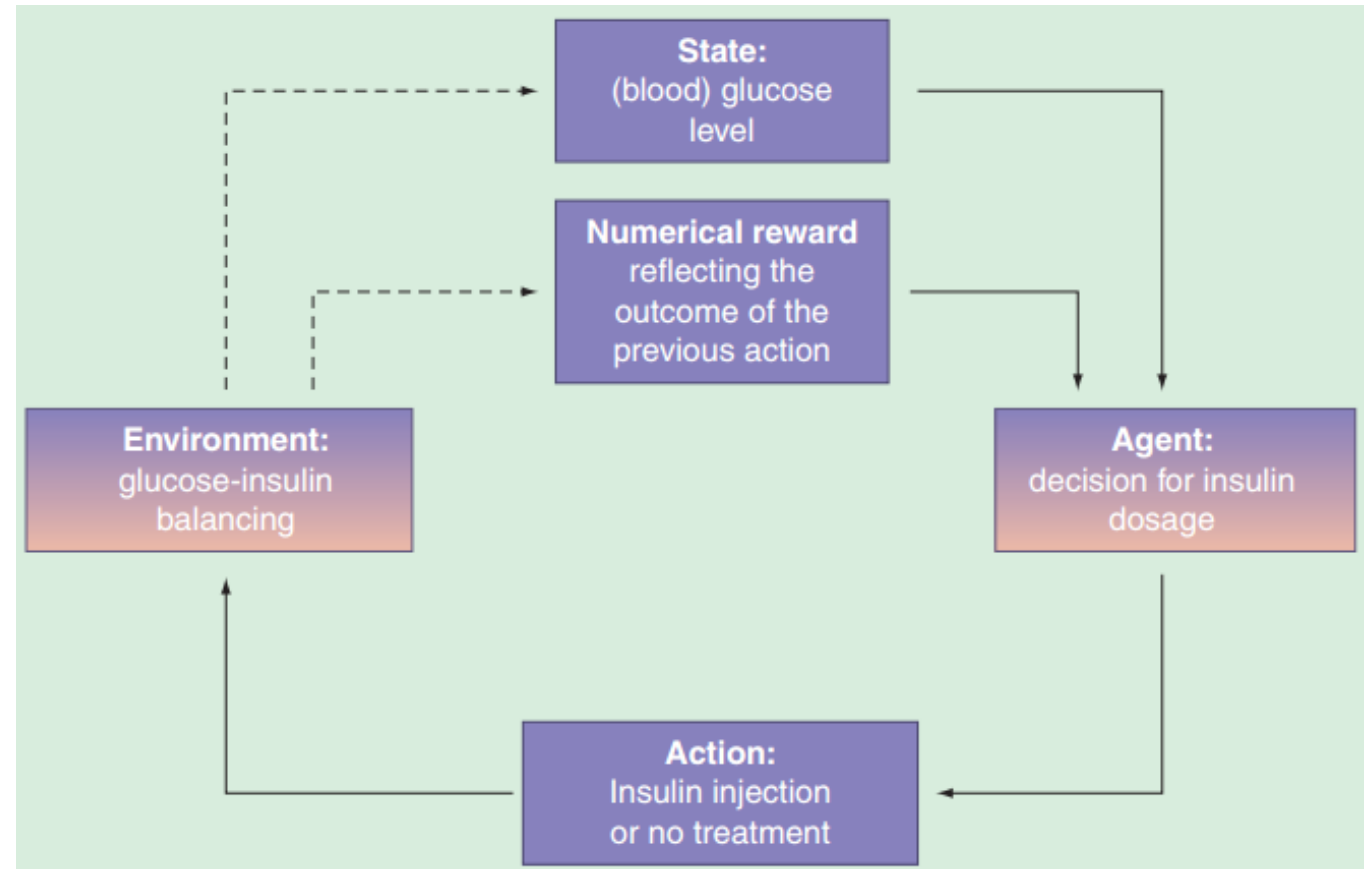 State:
(blood) glucose
level
Numerical reward
reflecting the
outcome of the
previous action
Environment:
glucose-insulin
balancing
Agent:
decision for insulin
dosage
Action:
Insulin injection
or no treatment